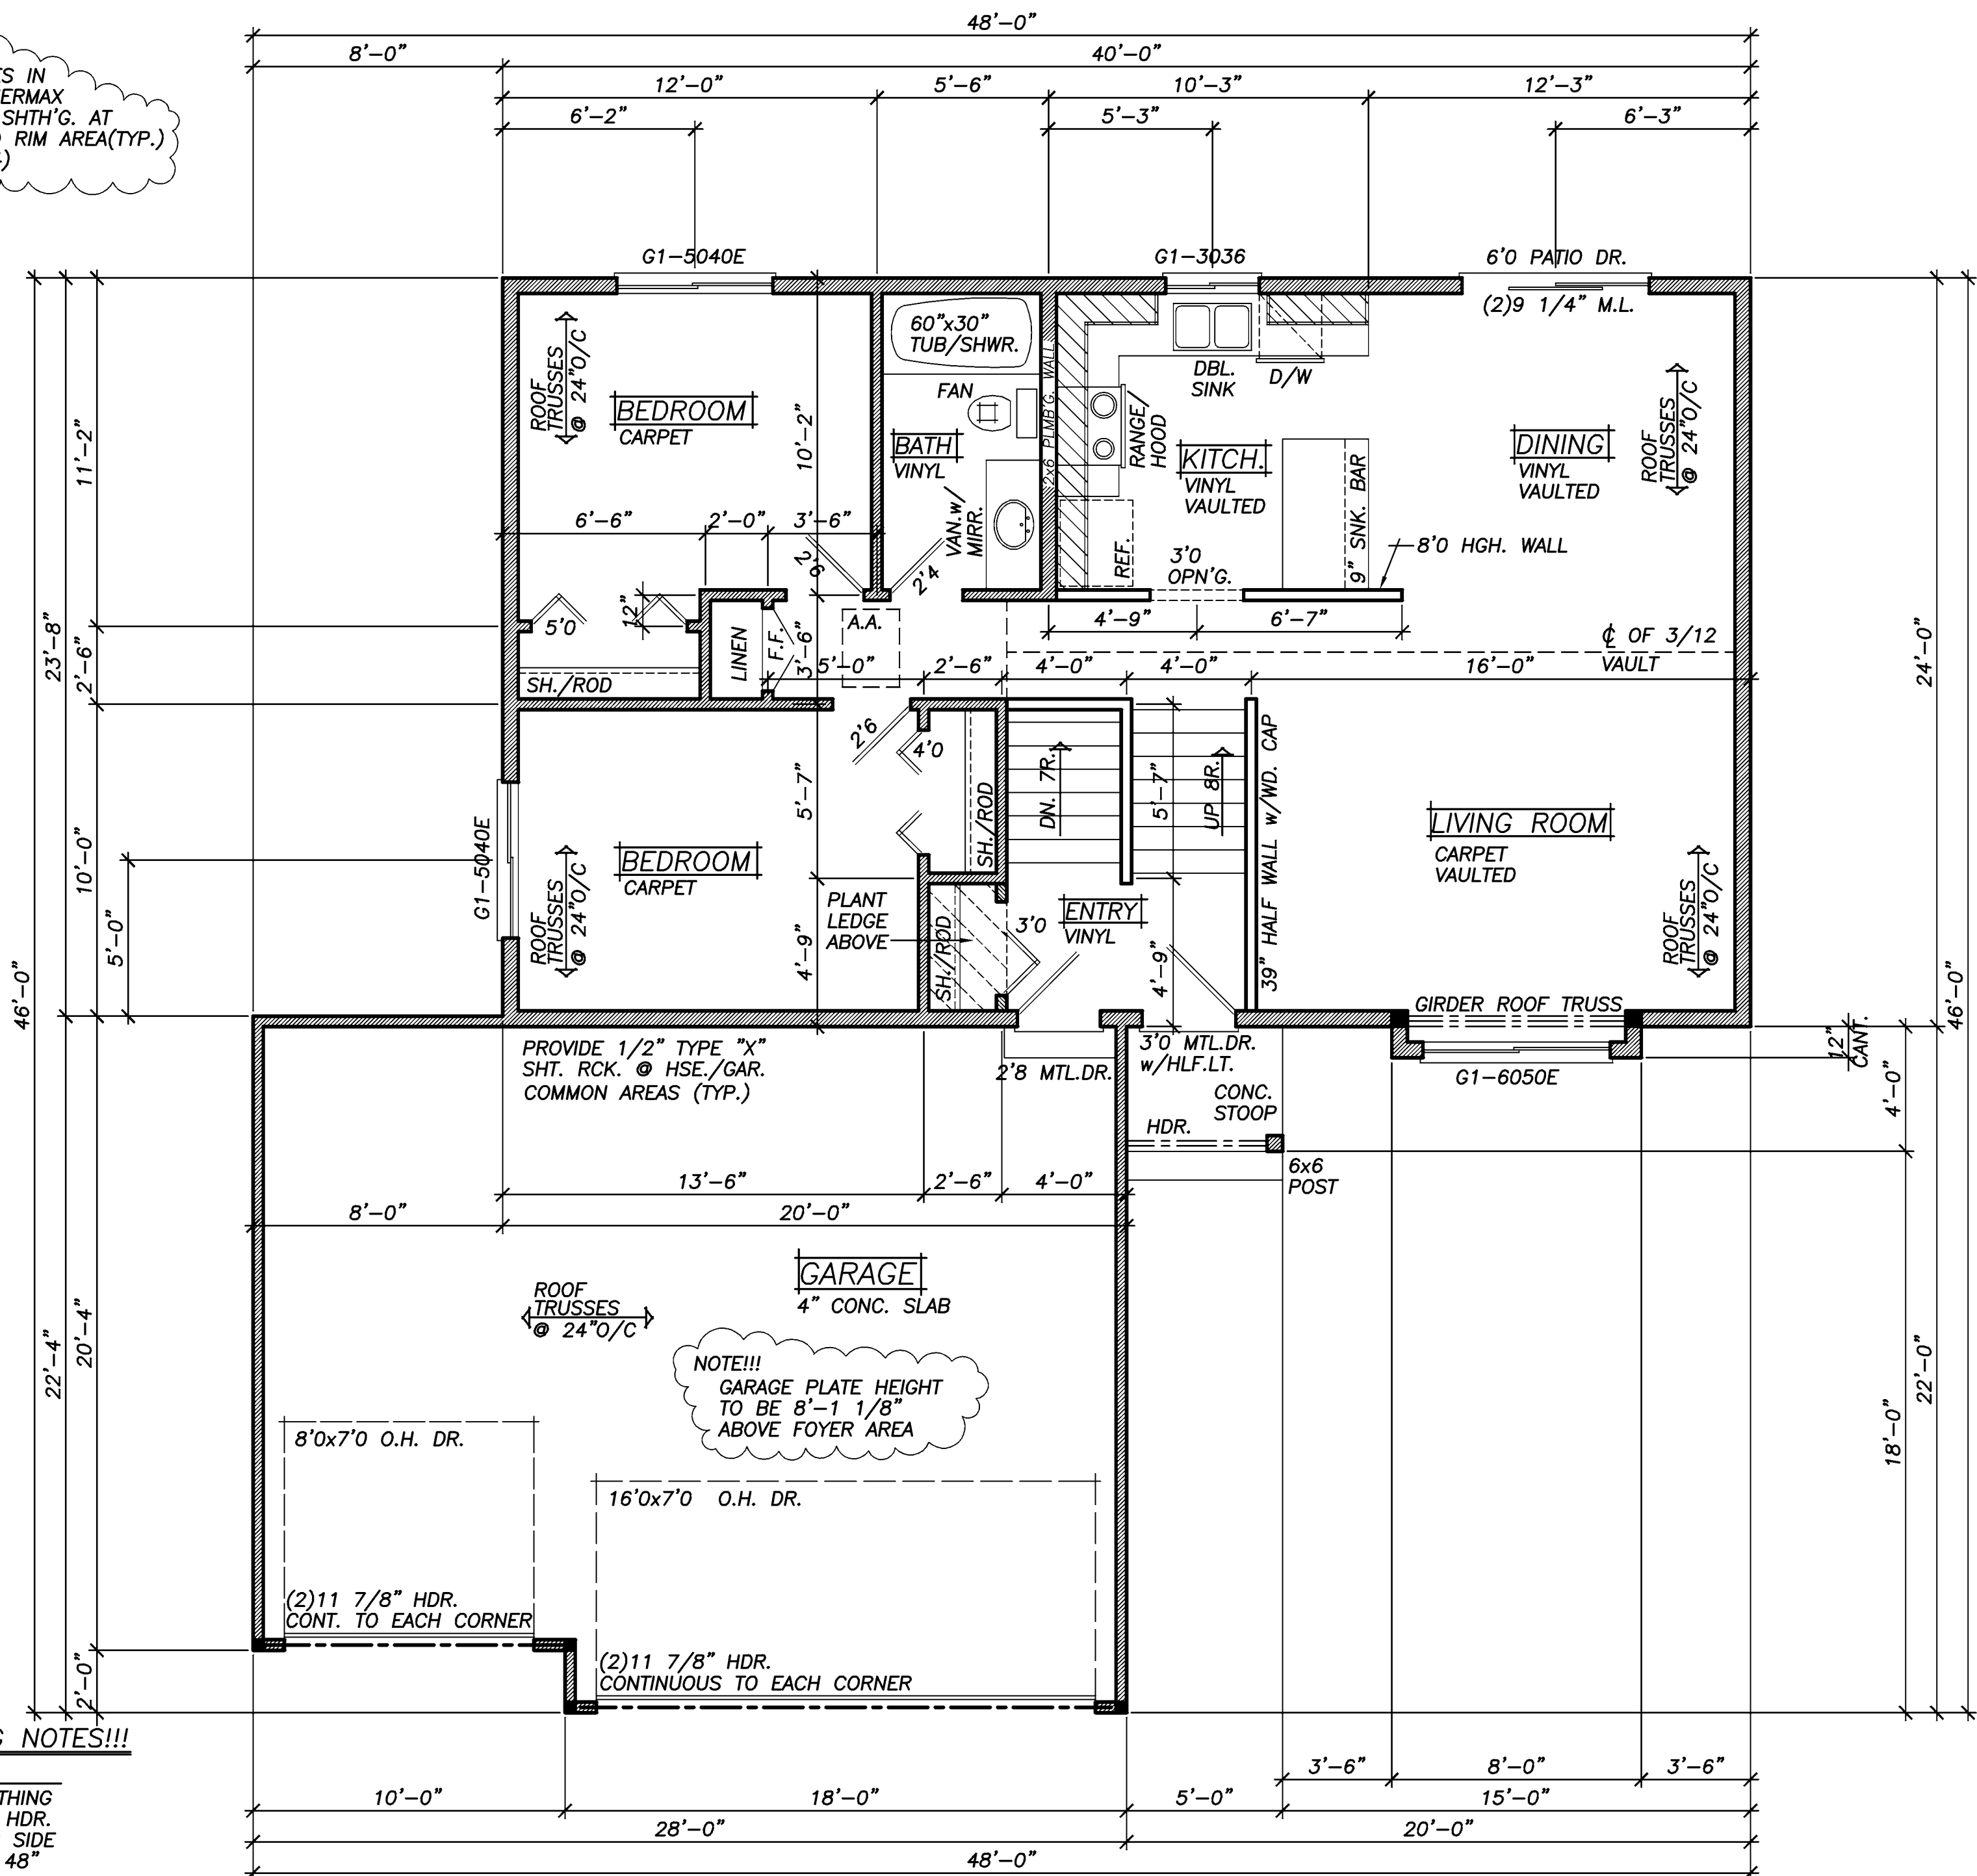 48'-0"
8'-0" 40'-0"
12'-0" 5'-6" 10'-3" 12'-3"
6'-2" 5'-3" 6'-3"
IN
SHTH'G. AT
RIM AREA(TYP.)
G1-5040E G1-3036 6'0 PATIO DR.
(2)9 1/4" M.L.
60"x30"
TUB/SHWR.
FAN
ROOF
TRUSSES
@ 24"O/C
BEDROOM
CARPET
10'-2"
BATH
VINYL
VAN.w/
MIRR.
2x6 PLMB'G. WALL
DBL.
SINK
D/W
RANGE/
HOOD
KITCH.
VINYL
VAULTED
REF.
3'0
OPN'G.
9" SNK. BAR
8'0 HGH. WALL
DINING
VINYL
VAULTED
ROOF
TRUSSES
@ 24"O/C
6'-6" 2'-0" 3'-6"
2'6
2'4
5'0
12"
LINEN
F.F.
3'-6"
A.A.
SH./ROD
4'-9" 6'-7"
℄ OF 3/12
VAULT
5'-0" 2'-6" 4'-0" 4'-0" 16'-0"
2'6
4'0
SH./ROD
DN. 7R.
UP 8R.
5'-7"
5'-7"
39" HALF WALL w/WD. CAP
LIVING ROOM
CARPET
VAULTED
ROOF
TRUSSES
@ 24"O/C
BEDROOM
CARPET
ROOF
TRUSSES
@ 24"O/C
G1-5040E
PLANT
LEDGE
ABOVE
4'-9"
SH./ROD
3'0
ENTRY
VINYL
4'-9"
GIRDER ROOF TRUSS
G1-6050E
12"
CANT.
11'-2"
2'-6"
10'-0"
5'-0"
23'-8"
46'-0"
22'-4"
20'-4"
2'-0"
24'-0"
46'-0"
4'-0"
18'-0"
22'-0"
PROVIDE 1/2" TYPE "X"
SHT. RCK. @ HSE./GAR.
COMMON AREAS (TYP.)
2'8 MTL.DR.
3'0 MTL.DR.
w/HLF.LT.
CONC.
STOOP
HDR.
6x6
POST
13'-6" 2'-6" 4'-0"
8'-0" 20'-0"
GARAGE
4" CONC. SLAB
ROOF
TRUSSES
@ 24"O/C
NOTE!!!
GARAGE PLATE HEIGHT
TO BE 8'-1 1/8"
ABOVE FOYER AREA
8'0x7'0 O.H. DR.
16'0x7'0 O.H. DR.
(2)11 7/8" HDR.
CONT. TO EACH CORNER
(2)11 7/8" HDR.
CONTINUOUS TO EACH CORNER
NOTES!!!
HDR.
SIDE
48"
3'-6" 8'-0" 3'-6"
10'-0" 18'-0" 5'-0" 15'-0"
28'-0" 20'-0"
48'-0"